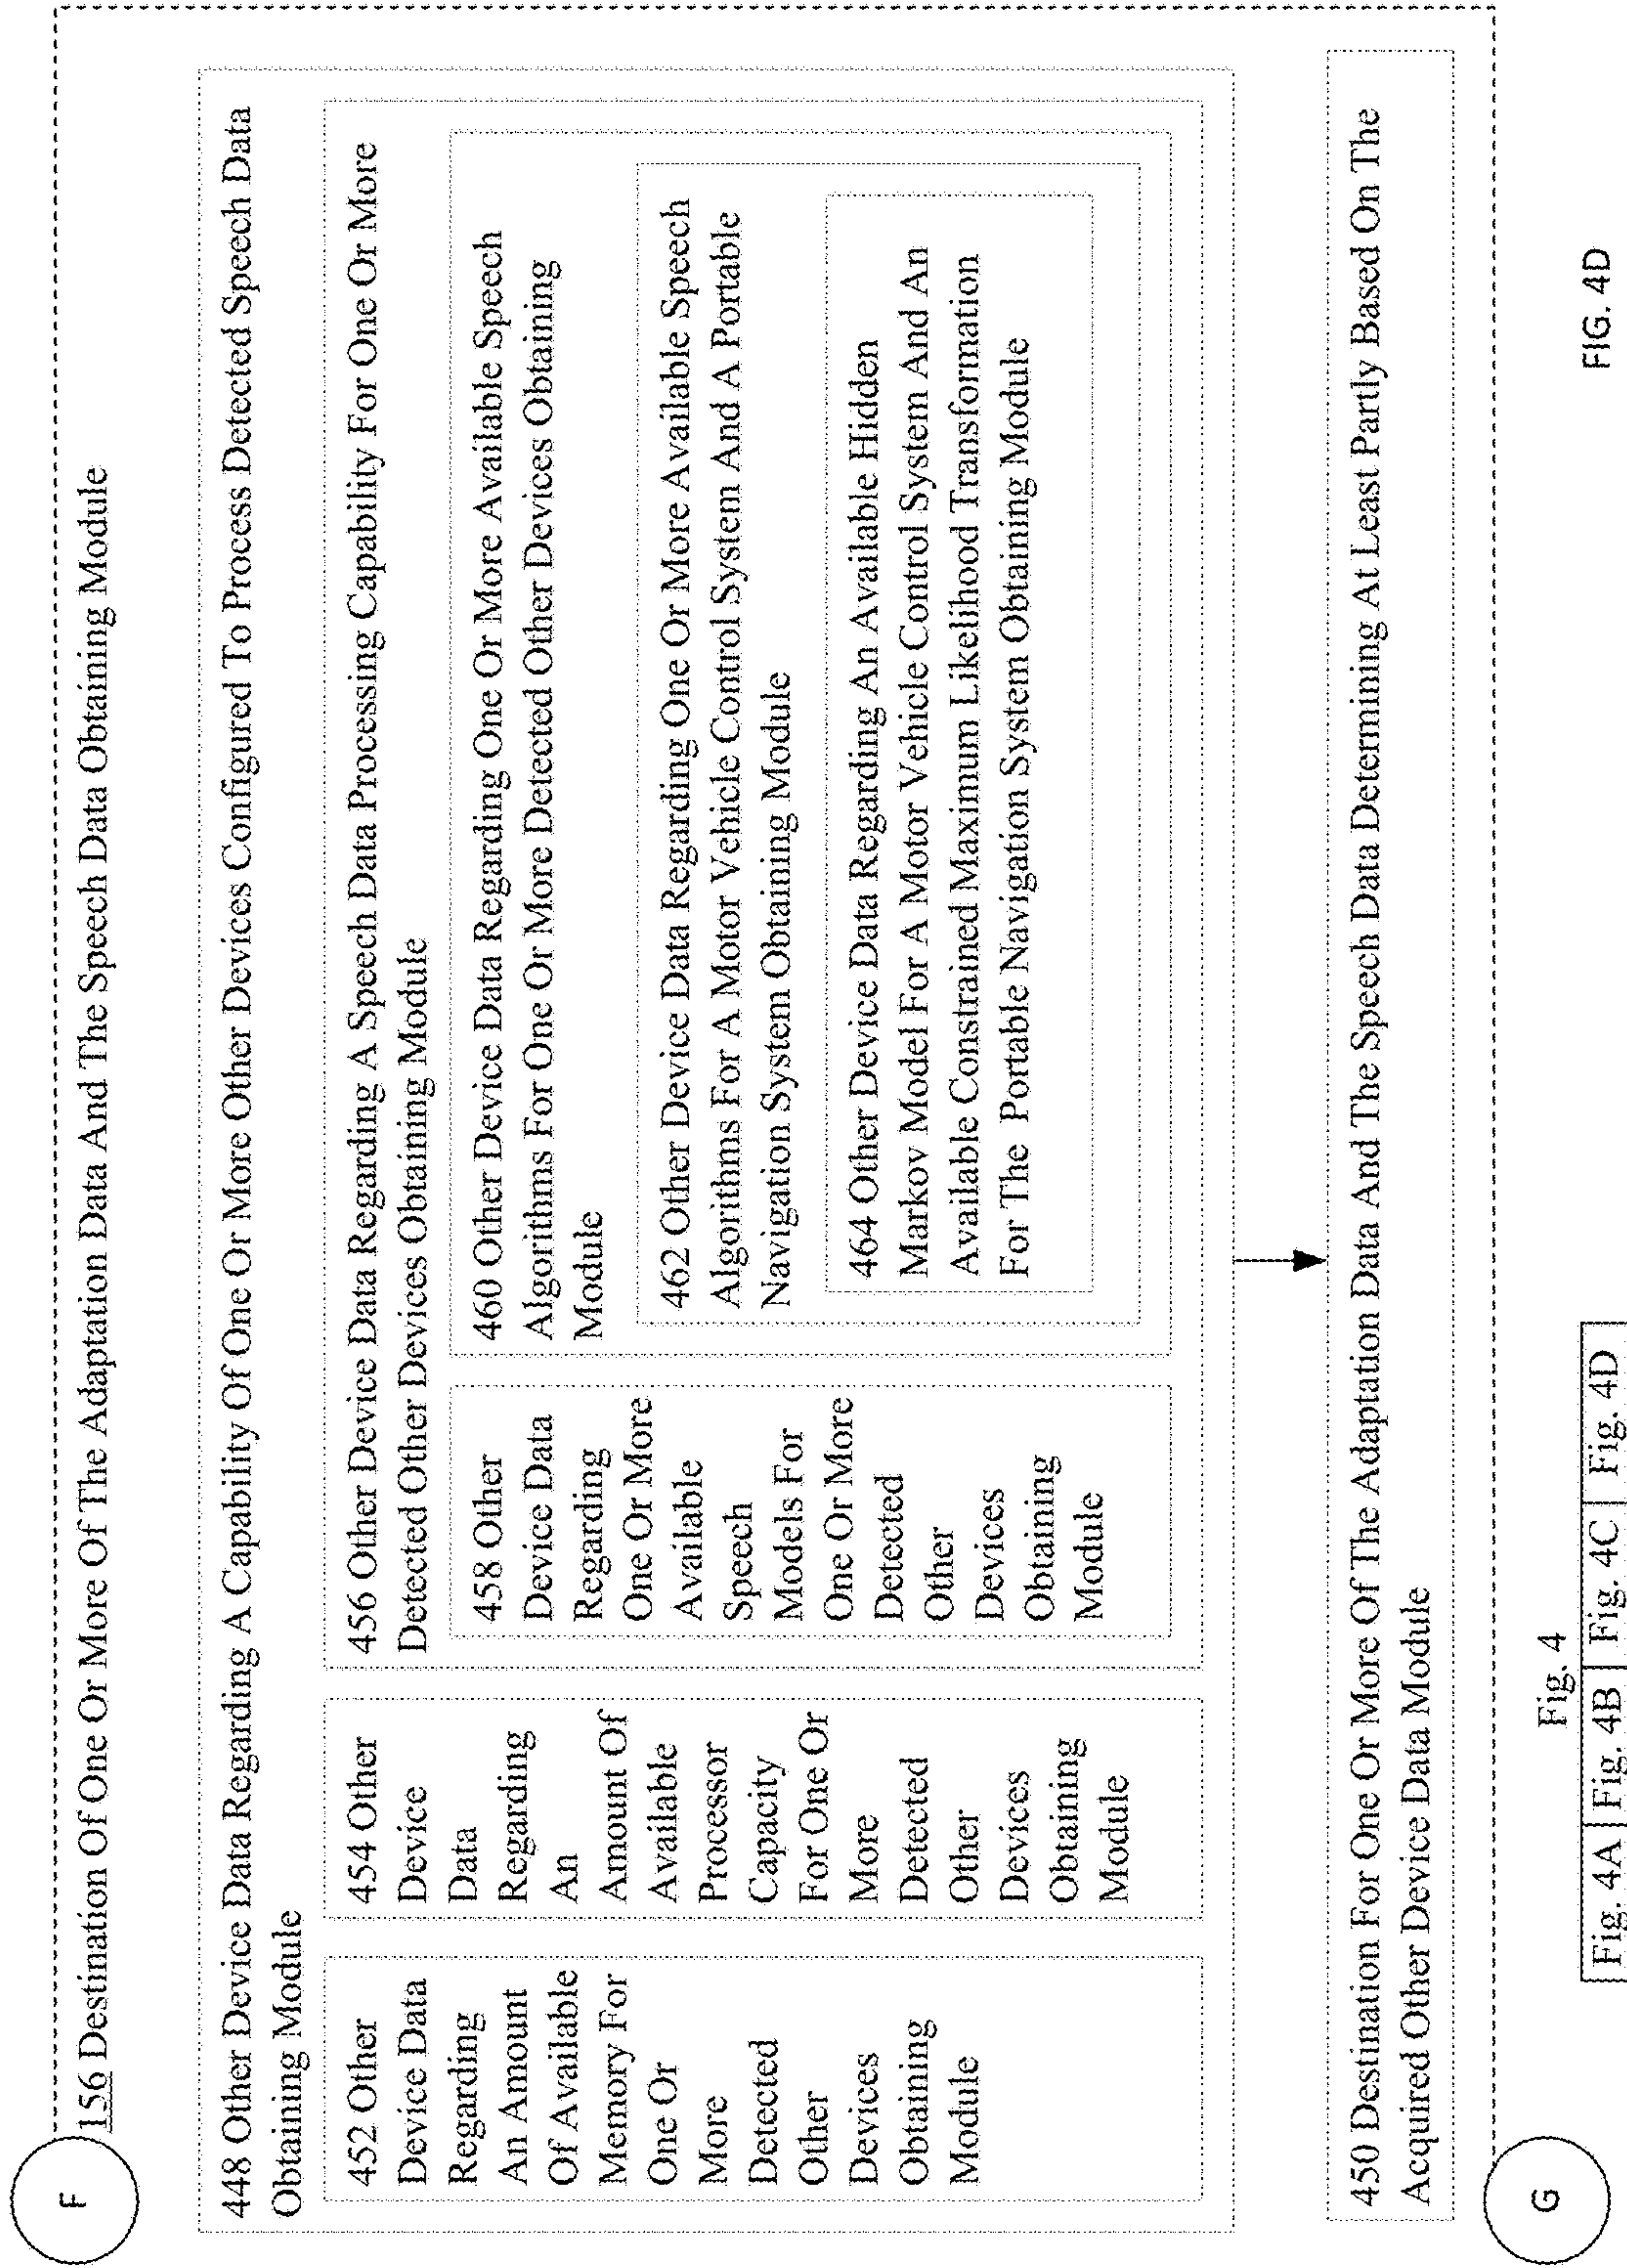 F
156 Destination Of One Or More Of The Adaptation Data And The Speech Data Obtaining Module
448 Other Device Data Regarding A Capability Of One Or More Other Devices Configured To Process Detected Speech Data
Obtaining Module
452 Other
Device Data
Regarding
An Amount
Of Available
Memory For
One Or
More
Detected
Other
Devices
Obtaining
Module
454 Other
Device
Data
Regarding
An
Amount Of
Available
Processor
Capacity
For One Or
More
Detected
Other
Devices
Obtaining
Module
456 Other Device Data Regarding A Speech Data Processing Capability For One Or More
Detected Other Devices Obtaining Module
458 Other
Device Data
Regarding
One Or More
Available
Speech
Models For
One Or More
Detected
Other
Devices
Obtaining
Module
460 Other Device Data Regarding One Or More Available Speech
Algorithms For One Or More Detected Other Devices Obtaining
Module
462 Other Device Data Regarding One Or More Available Speech
Algorithms For A Motor Vehicle Control System And A Portable
Navigation System Obtaining Module
464 Other Device Data Regarding An Available Hidden
Markov Model For A Motor Vehicle Control System And An
Available Constrained Maximum Likelihood Transformation
For The Portable Navigation System Obtaining Module
450 Destination For One Or More Of The Adaptation Data And The Speech Data Determining At Least Partly Based On The
Acquired Other Device Data Module
G
Fig. 4
Fig. 4A Fig. 4B Fig. 4C Fig. 4D
FIG. 4D